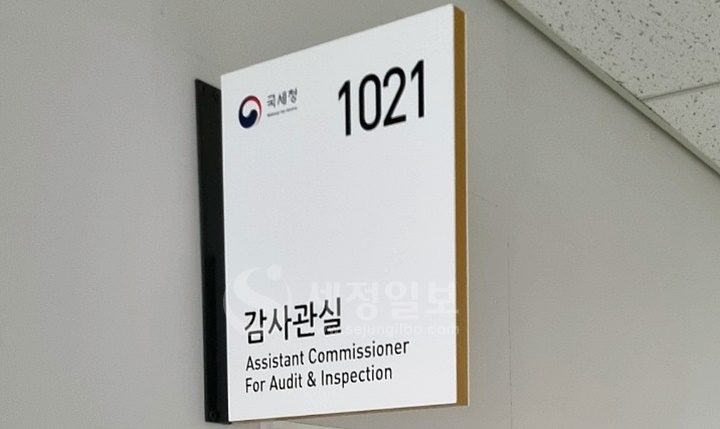 국세청
National Tax Service
1021
세정일보
www.sejungilbo.com
감사관실
Assistant Commissioner
For Audit & Inspection